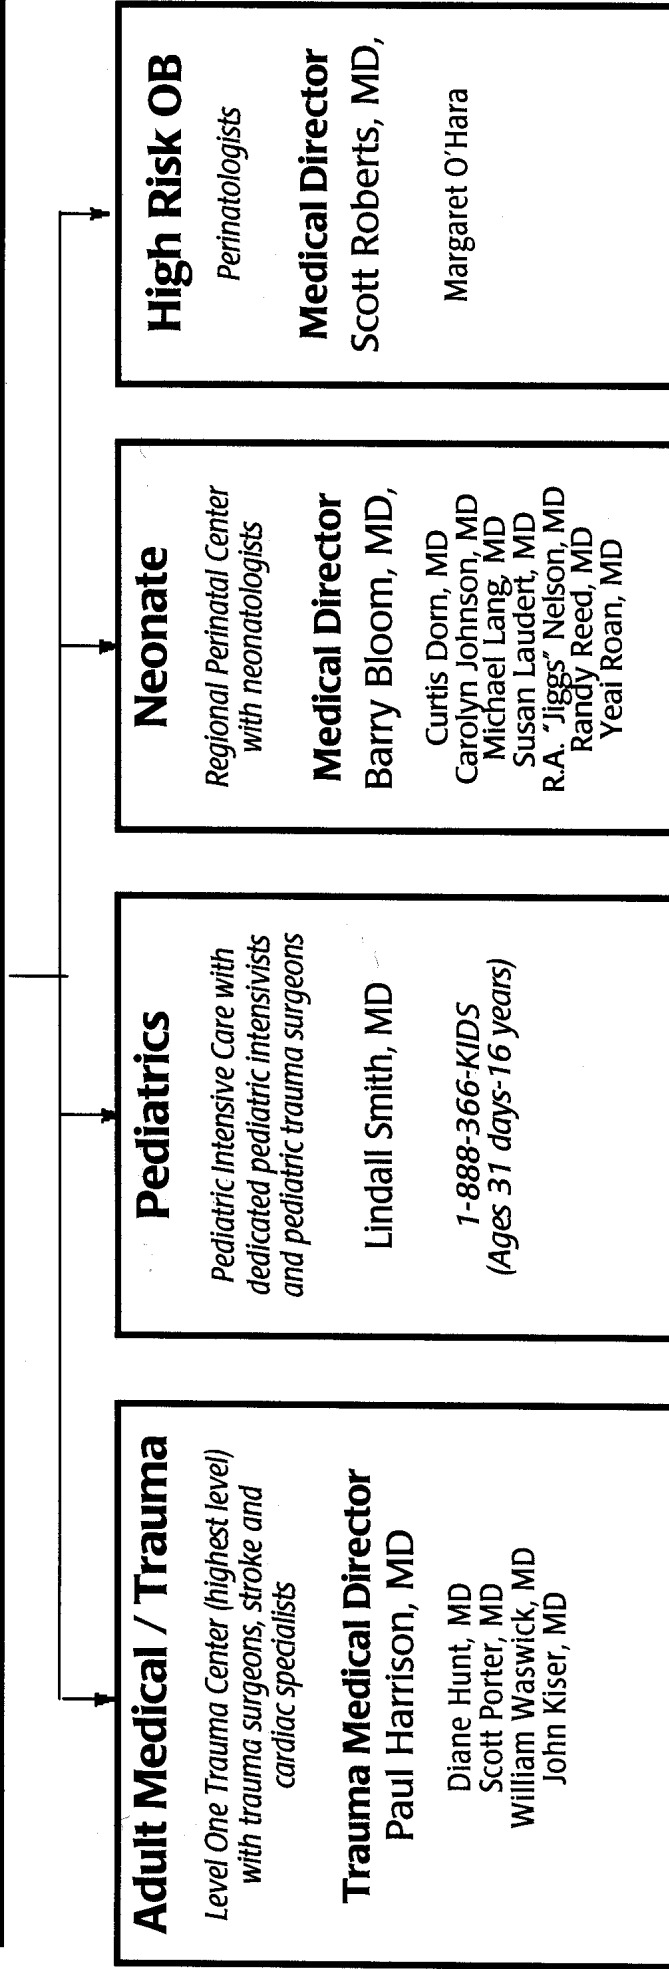 Adult Medical / Trauma
Level One Trauma Center (highest level)
with trauma surgeons, stroke and
cardiac specialists
Trauma Medical Director
Paul Harrison, MD
Diane Hunt, MD
Scott Porter, MD
William Waswick, MD
John Kiser, MD
Pediatrics
Pediatric Intensive Care with
dedicated pediatric intensivists
and pediatric trauma surgeons
Lindall Smith, MD
1-888-366-KIDS
(Ages 31 days-16 years)
Neonate
Regional Perinatal Center
with neonatologists
Medical Director
Barry Bloom, MD,
Curtis Dorn, MD
Carolyn Johnson, MD
Michael Lang, MD
Susan Laudert, MD
R.A. "Jiggs" Nelson, MD
Randy Reed, MD
Yeai Roan, MD
High Risk OB
Perinatologists
Medical Director
Scott Roberts, MD,
Margaret O'Hara